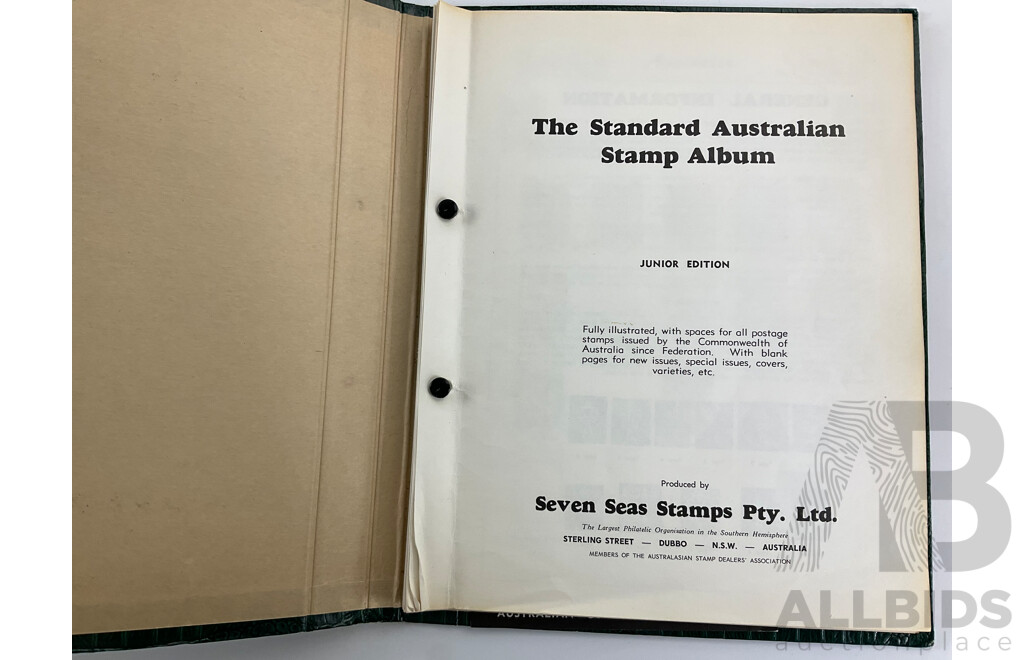 The Standard Australian
Stamp Album
JUNIOR EDITION
Fully illustrated, with spaces for all postage
stamps issued by the Commonwealth of
Australia since Federation. With blank
pages for new issues, special issues, covers,
varieties, etc.
Produced by
Seven Seas Stamps Pty. Ltd.
The Largest Philatelic Organisation in the Southern Hemisphere
STERLING STREET — DUBBO — N.S.W. — AUSTRALIA
MEMBERS OF THE AUSTRALASIAN STAMP DEALERS' ASSOCIATION
AB
ALLBIDS
auctionplace